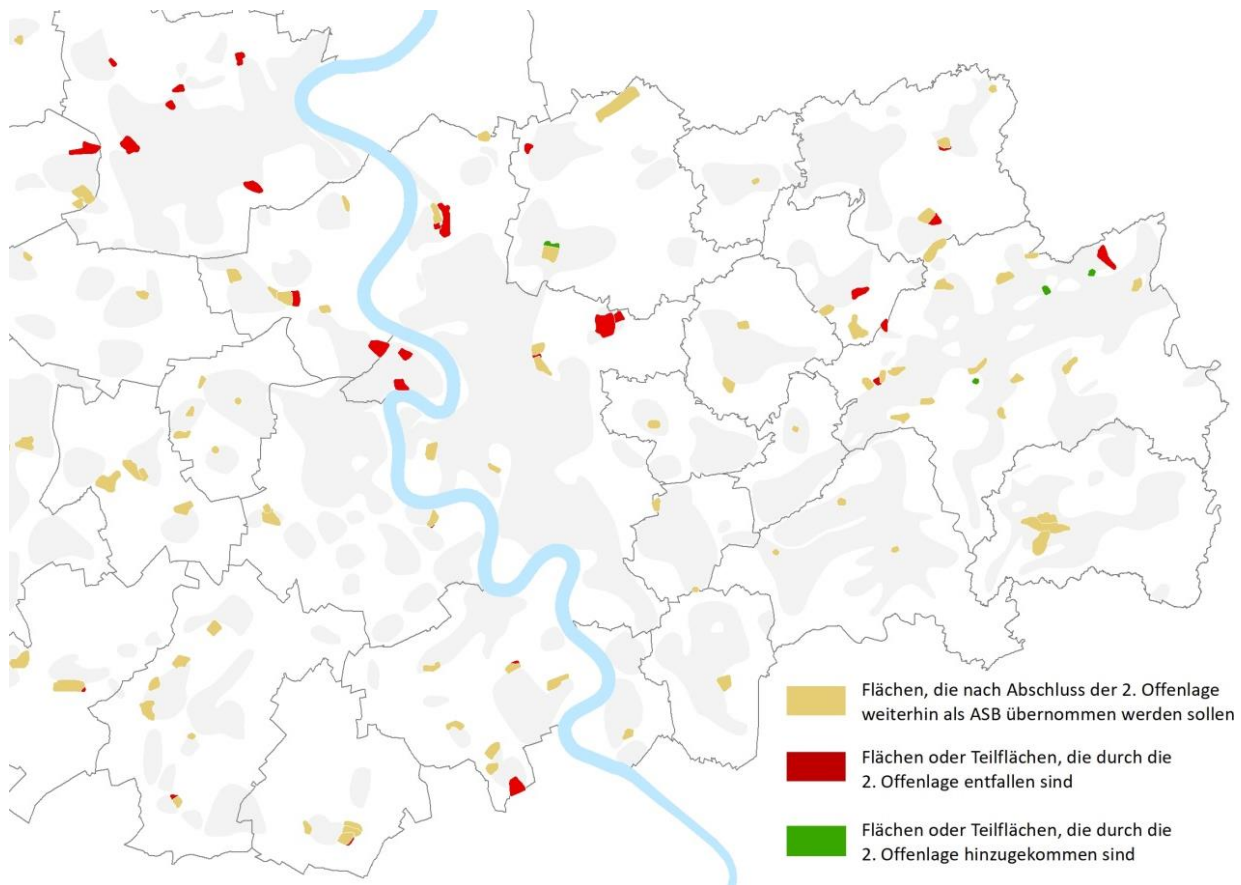 Flächen, die nach Abschluss der 2. Offenlage
weiterhin als ASB übernommen werden sollen
Flächen oder Teilflächen, die durch die
2. Offenlage entfallen sind
Flächen oder Teilflächen, die durch die
2. Offenlage hinzugekommen sind